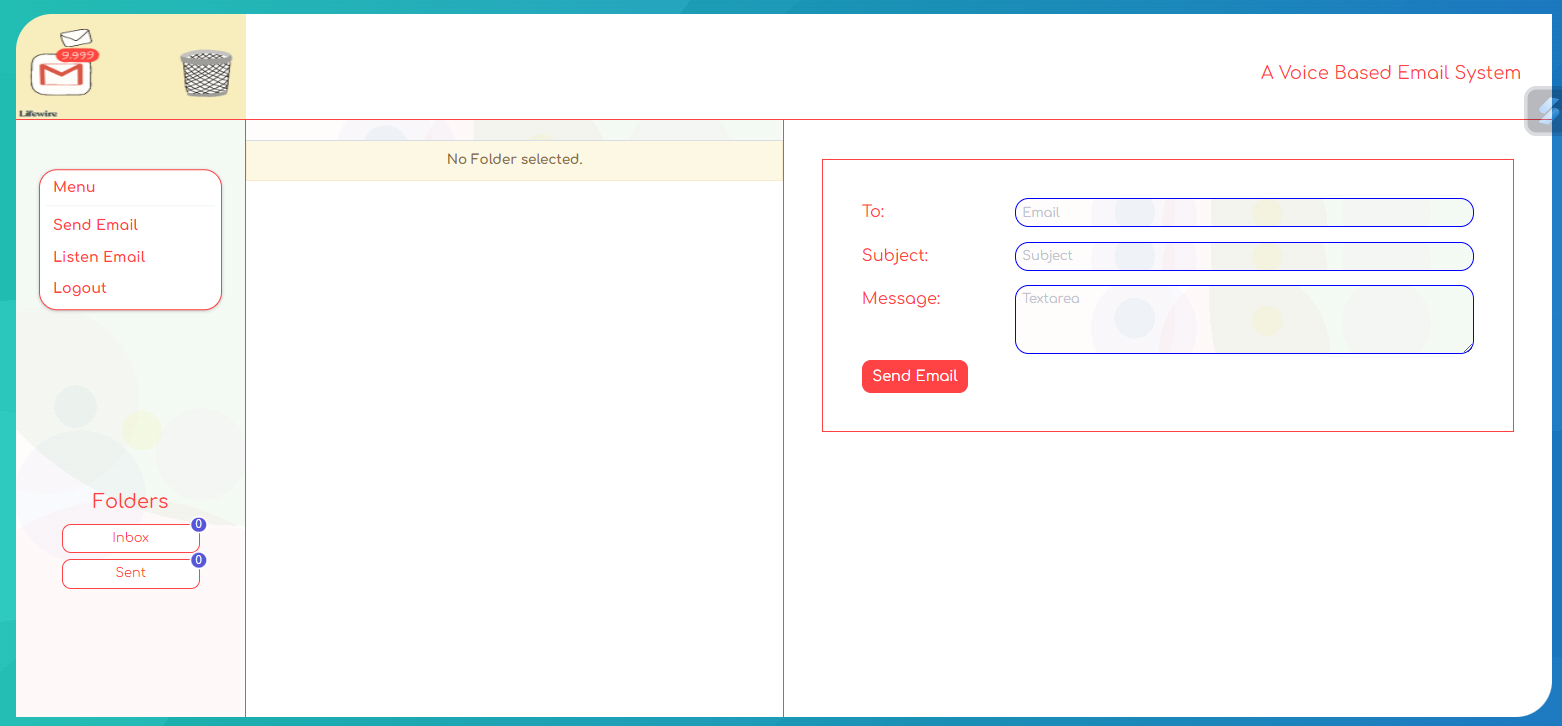 9,999
Lifewire
A Voice Based Email System
Menu
Send Email
Listen Email
Logout
Folders
Inbox
0
Sent
0
No Folder selected.
To:
Email
Subject:
Subject
Message:
Textarea
Send Email